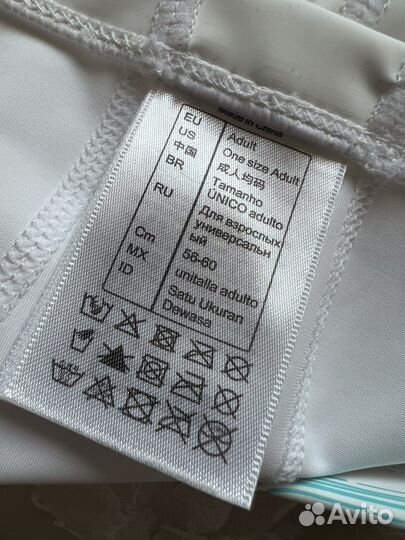 Made in China
EU Adult
US One size Adult
中国 成人均码
BR Tamanho
ÚNICO adulto
RU Для взрослых
универсальн
ый
Cm 56-60
MX unitalla adulto
ID Satu Ukuran
Dewasa
Avito